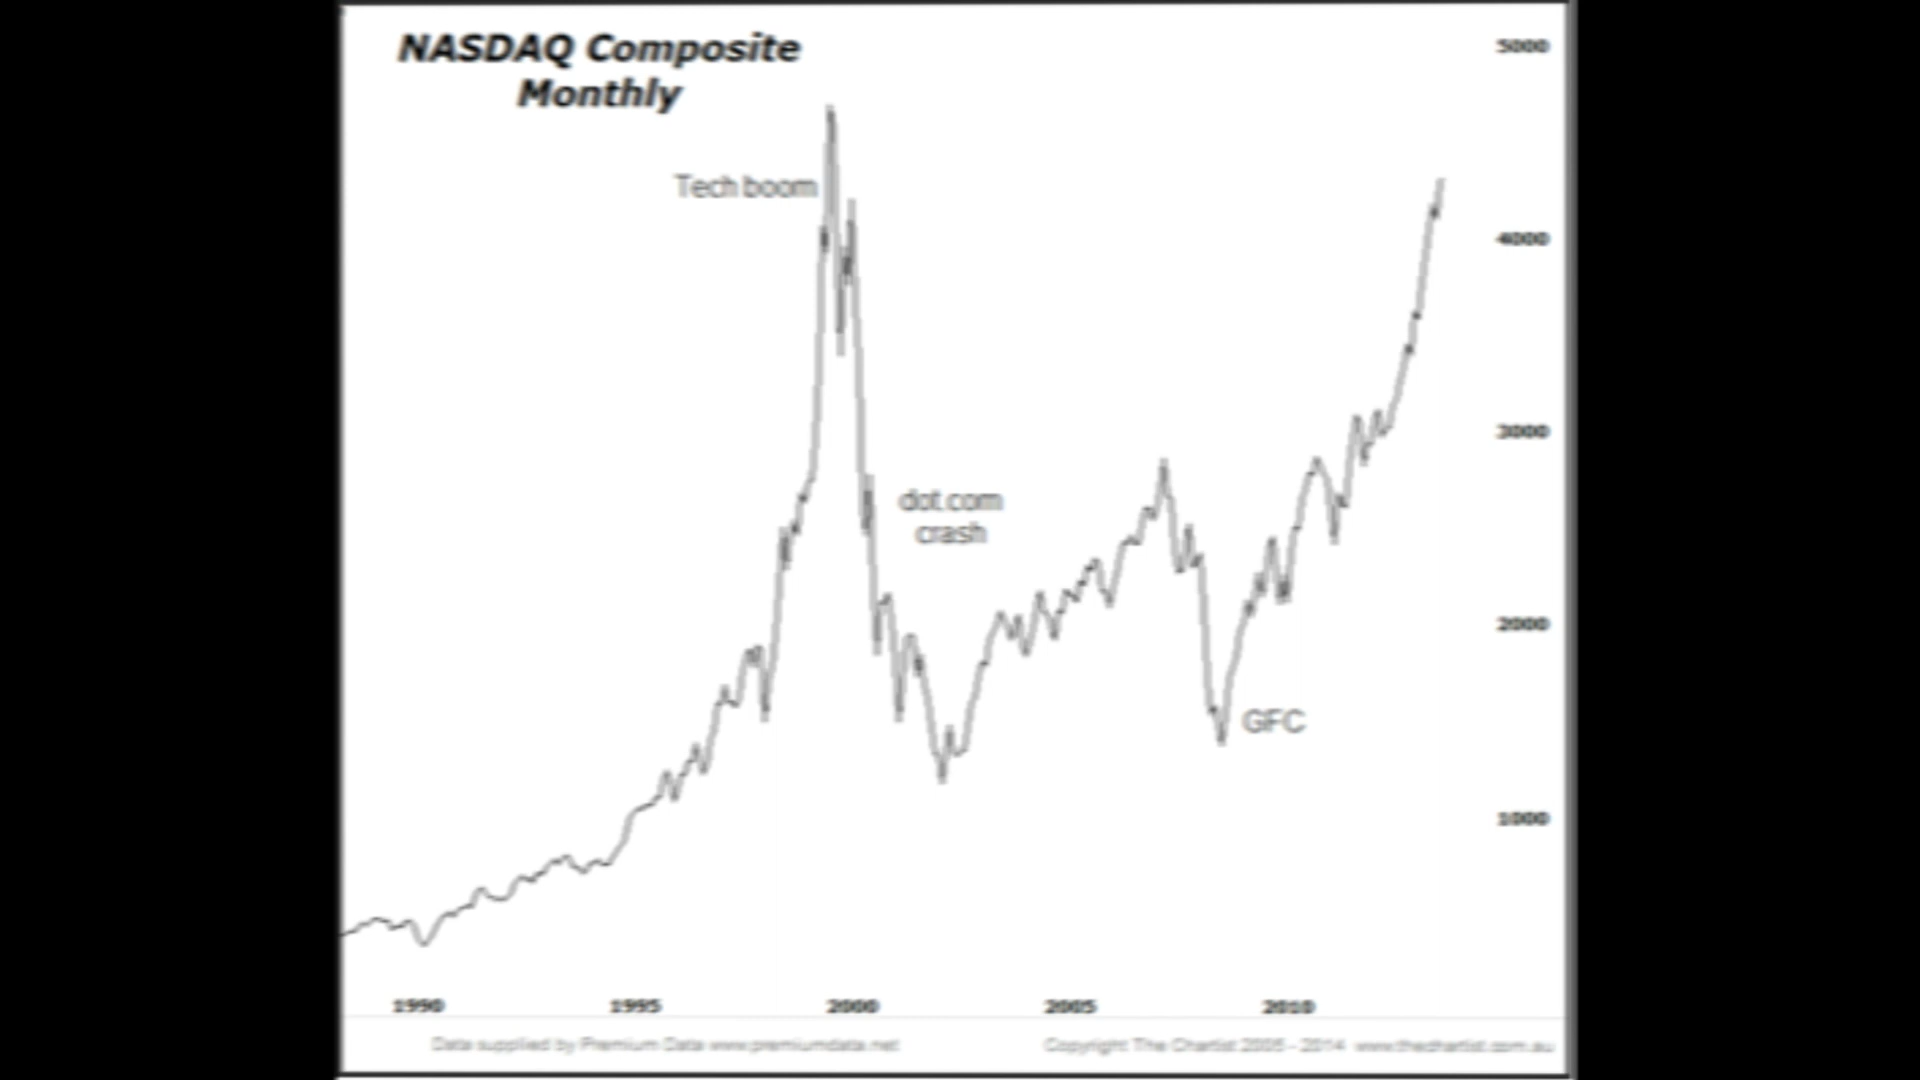 NASDAQ Composite
Monthly
5000
Tech boom
4000
3000
dot.com
crash
2000
GFC
1000
1990 1995 2000 2005 2010
Data supplied by Premium Data www.premiumdata.net Copyright The Chartist 2005 - 2014 www.thechartist.com.au